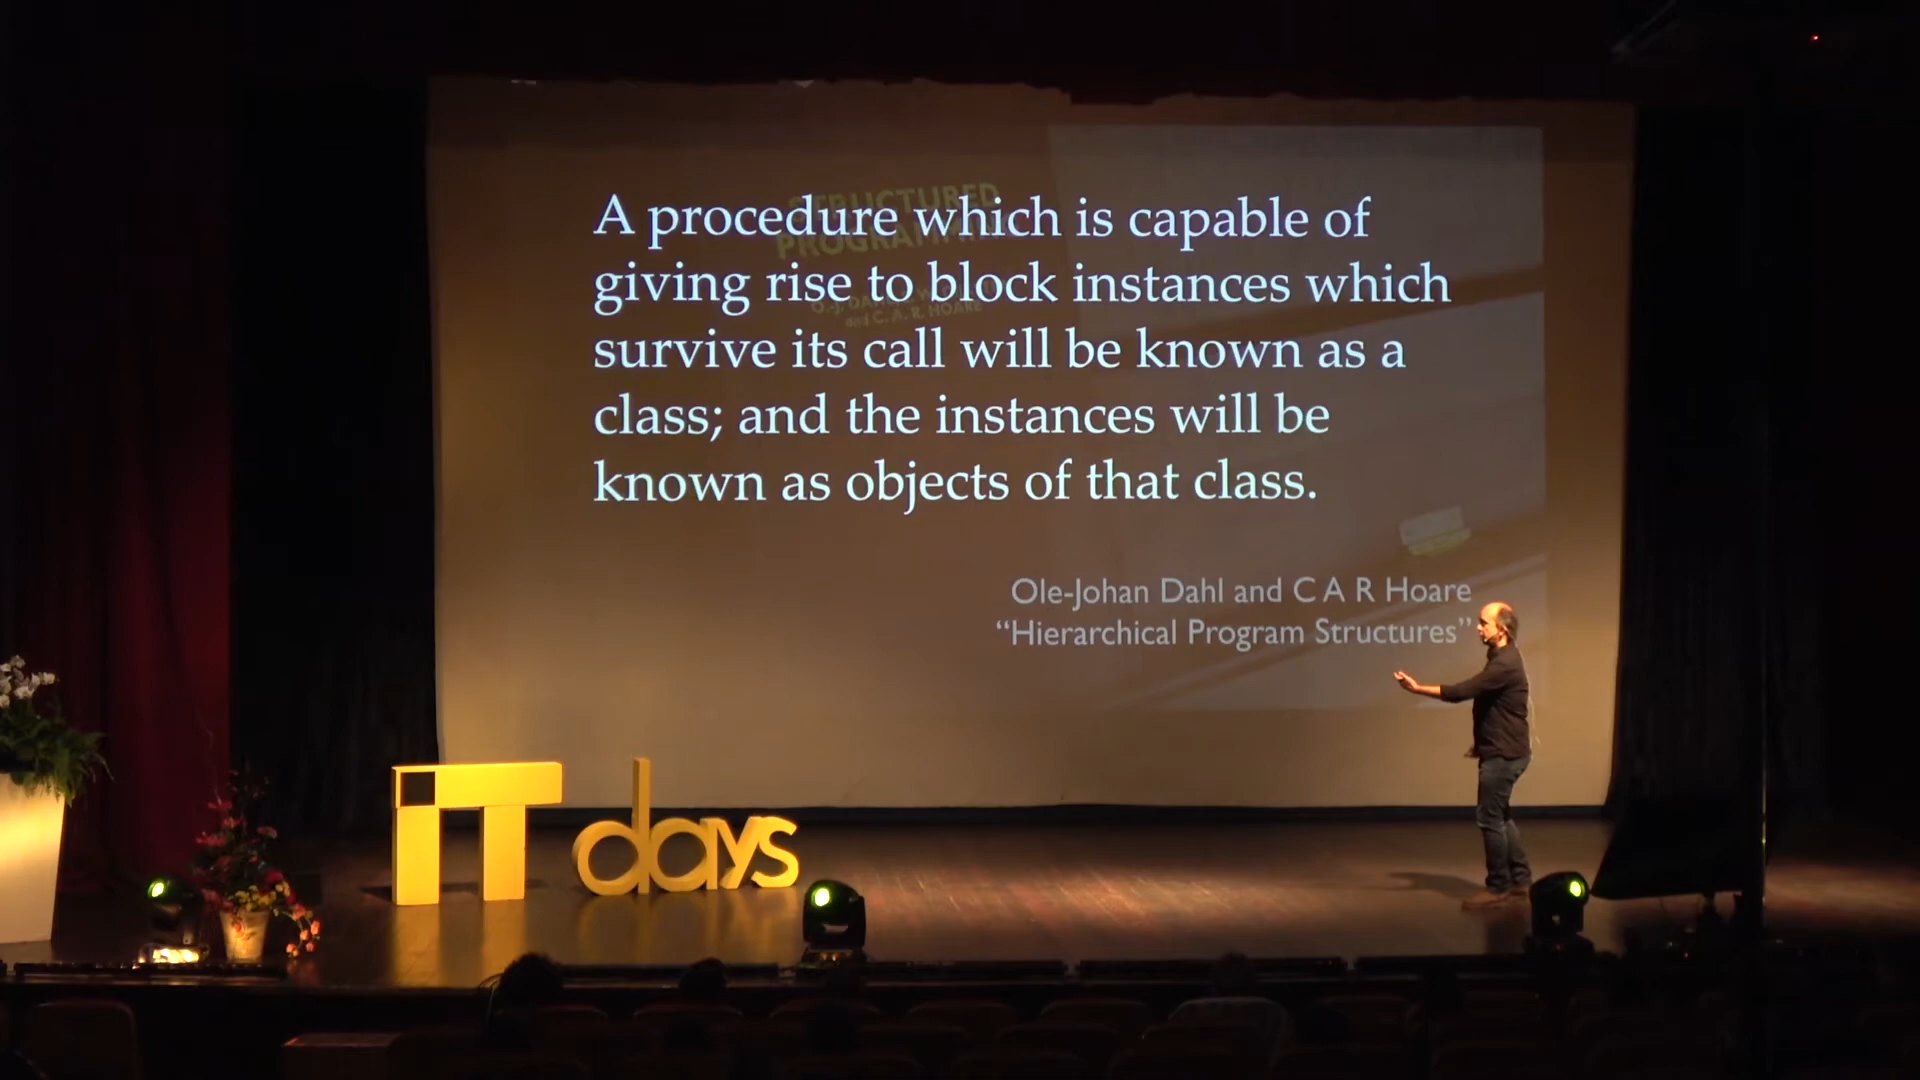 STRUCTURED
PROGRAMMING
A procedure which is capable of
giving rise to block instances which
survive its call will be known as a
class; and the instances will be
known as objects of that class.
and C. A. R. HOARE
Ole-Johan Dahl and C A R Hoare
“Hierarchical Program Structures”
iT days